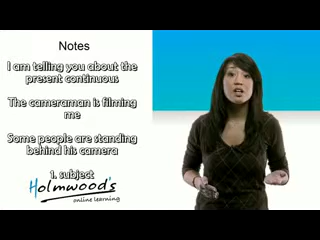 Notes
I am telling you about the
present continuous
The cameraman is filming
me
Some people are standing
behind his camera
1. subject
Holmwood's
online learning